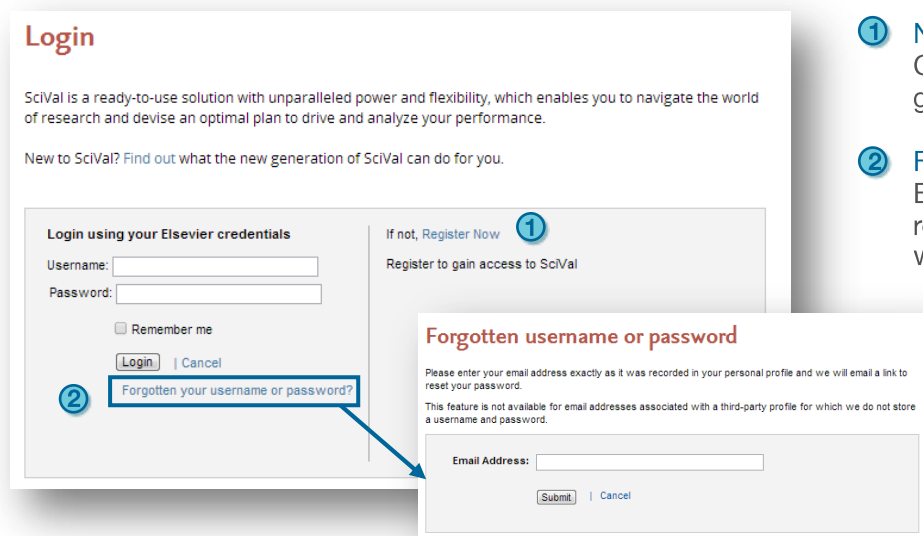 Login
SciVal is a ready-to-use solution with unparalleled power and flexibility, which enables you to navigate the world
of research and devise an optimal plan to drive and analyze your performance.
New to SciVal? Find out what the new generation of SciVal can do for you.
Login using your Elsevier credentials
Username:
Password:
Remember me
Login | Cancel
2
Forgotten your username or password?
If not, Register Now
1
Register to gain access to SciVal
Forgotten username or password
Please enter your email address exactly as it was recorded in your personal profile and we will email a link to
reset your password.
This feature is not available for email addresses associated with a third-party profile for which we do not store
a username and password.
Email Address:
Submit | Cancel
1
2